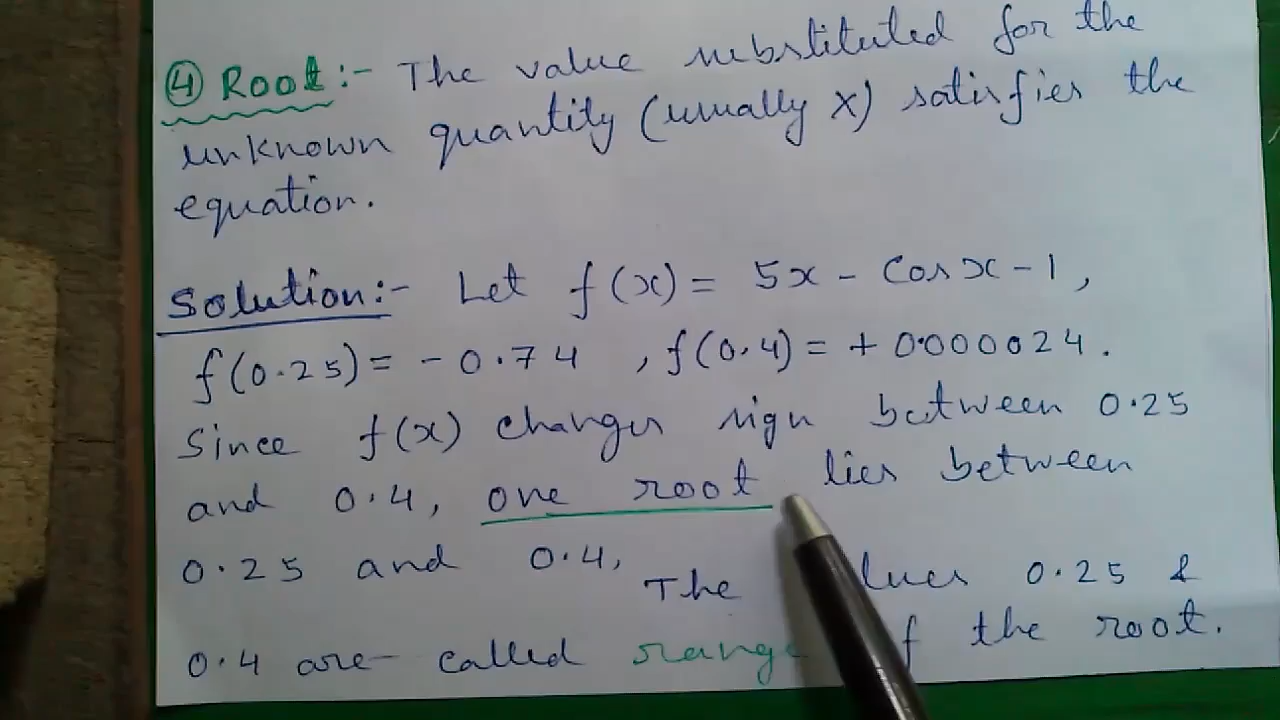 ④ Root :- The value substituted for the
unknown quantity (usually x) satisfies the
equation.
Solution:- Let f(x) = 5x - Cos x - 1,
f(0.25) = - 0.74 , f(0.4) = + 0.000024 .
Since f(x) changes sign between 0.25
and 0.4, one root lies between
0.25 and 0.4, The lues 0.25 &
0.4 are called range f the root.